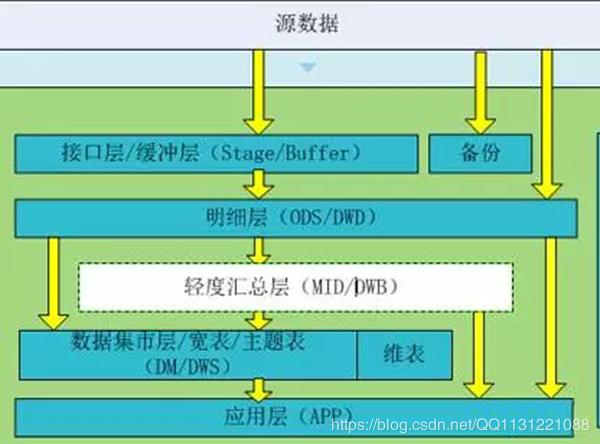 源数据
接口层/缓冲层（Stage/Buffer）
备份
明细层（ODS/DWD）
轻度汇总层（MID/DWB）
数据集市层/宽表/主题表
（DM/DWS）
维表
应用层（APP）
https://blog.csdn.net/QQ1131221088